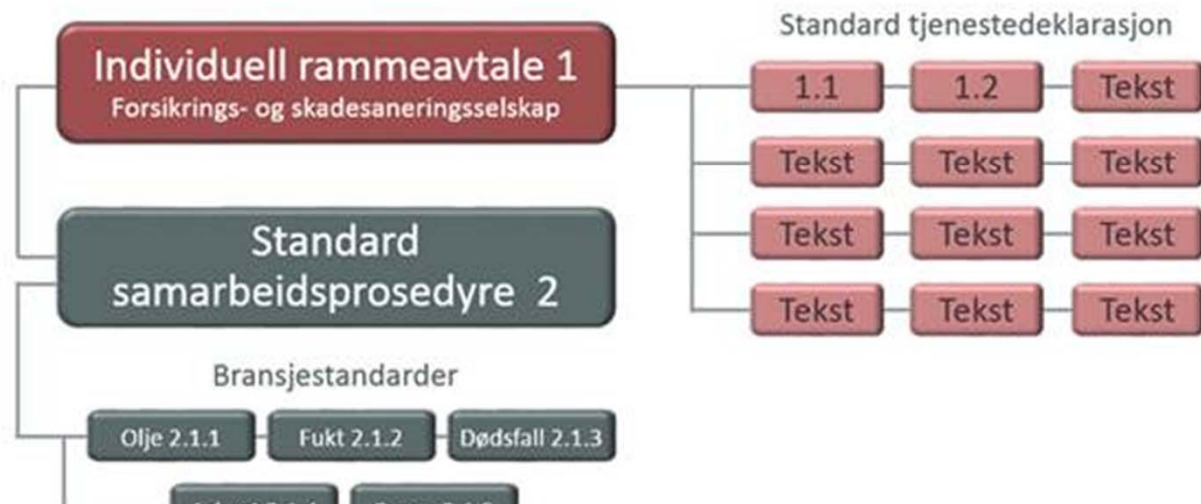 Individuell rammeavtale 1
Forsikrings- og skadesaneringsselskap
Standard tjenestedeklarasjon
1.1 1.2 Tekst
Tekst Tekst Tekst
Tekst Tekst Tekst
Tekst Tekst Tekst
Standard
samarbeidsprosedyre 2
Bransjestandarder
Olje 2.1.1 Fukt 2.1.2 Dødsfall 2.1.3